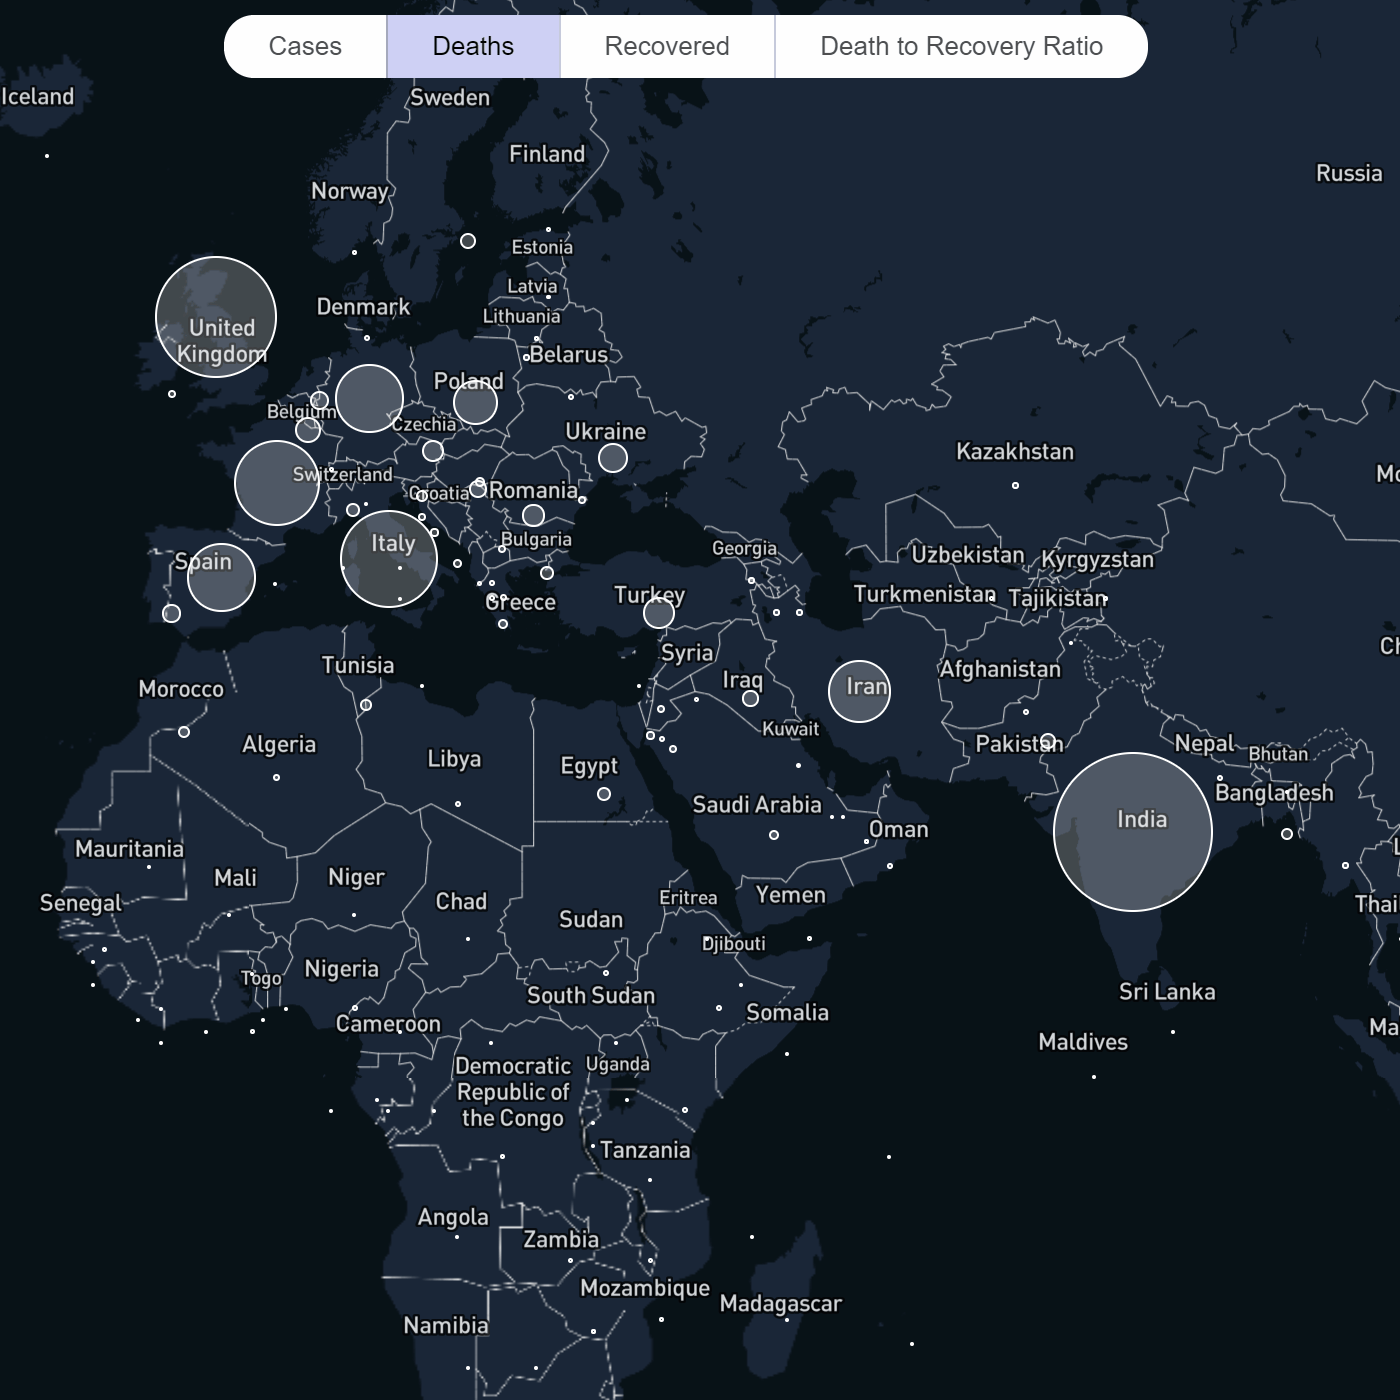 Cases
Deaths
Recovered
Death to Recovery Ratio
Iceland
Sweden
Finland
Russia
Norway
Estonia
Latvia
Denmark
Lithuania
United
Kingdom
Belarus
Poland
Belgium
Czechia
Ukraine
Kazakhstan
Mo
Switzerland
Croatia
Romania
Italy
Bulgaria
Georgia
Uzbekistan
Kyrgyzstan
Spain
Turkey
Turkmenistan
Tajikistan
Greece
Syria
Ch
Tunisia
Afghanistan
Morocco
Iraq
Iran
Kuwait
Algeria
Pakistan
Nepal
Bhutan
Libya
Egypt
Bangladesh
Saudi Arabia
India
Oman
Mauritania
L
Mali
Niger
Senegal
Chad
Eritrea
Yemen
Thai
Sudan
Djibouti
Nigeria
Togo
South Sudan
Sri Lanka
Somalia
Cameroon
Ma
Maldives
Democratic
Republic of
the Congo
Uganda
Tanzania
Angola
Zambia
Mozambique
Madagascar
Namibia